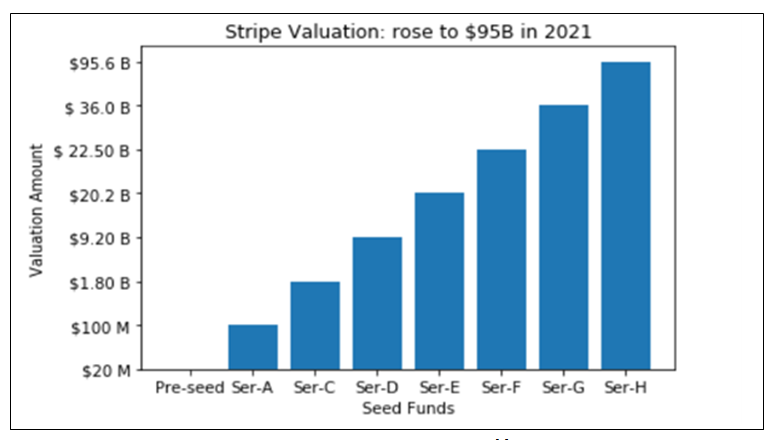 Stripe Valuation: rose to $95B in 2021
Valuation Amount
$95.6 B
$ 36.0 B
$ 22.50 B
$20.2 B
$9.20 B
$1.80 B
$100 M
$20 M
Pre-seed Ser-A Ser-C Ser-D Ser-E Ser-F Ser-G Ser-H
Seed Funds